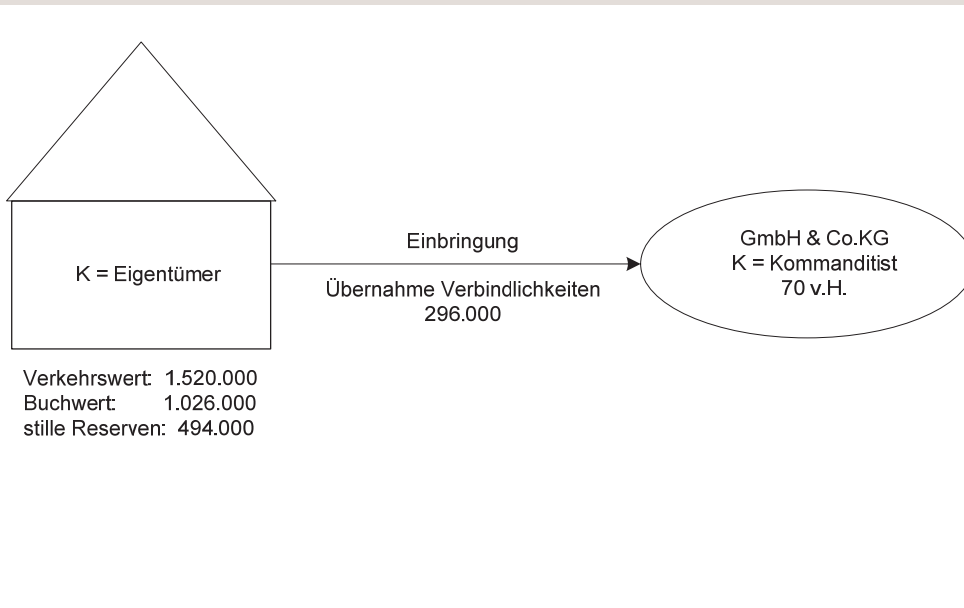 K = Eigentümer
Einbringung
Übernahme Verbindlichkeiten
296.000
GmbH & Co.KG
K = Kommanditist
70 v.H.
Verkehrswert: 1.520.000
Buchwert: 1.026.000
stille Reserven: 494.000